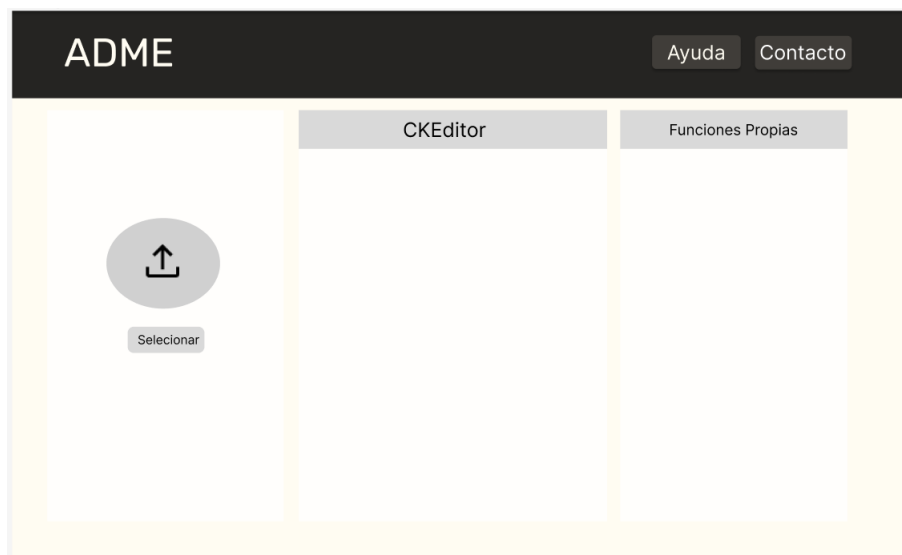 ADME
Ayuda
Contacto
CKEditor
Funciones Propias
Selecionar